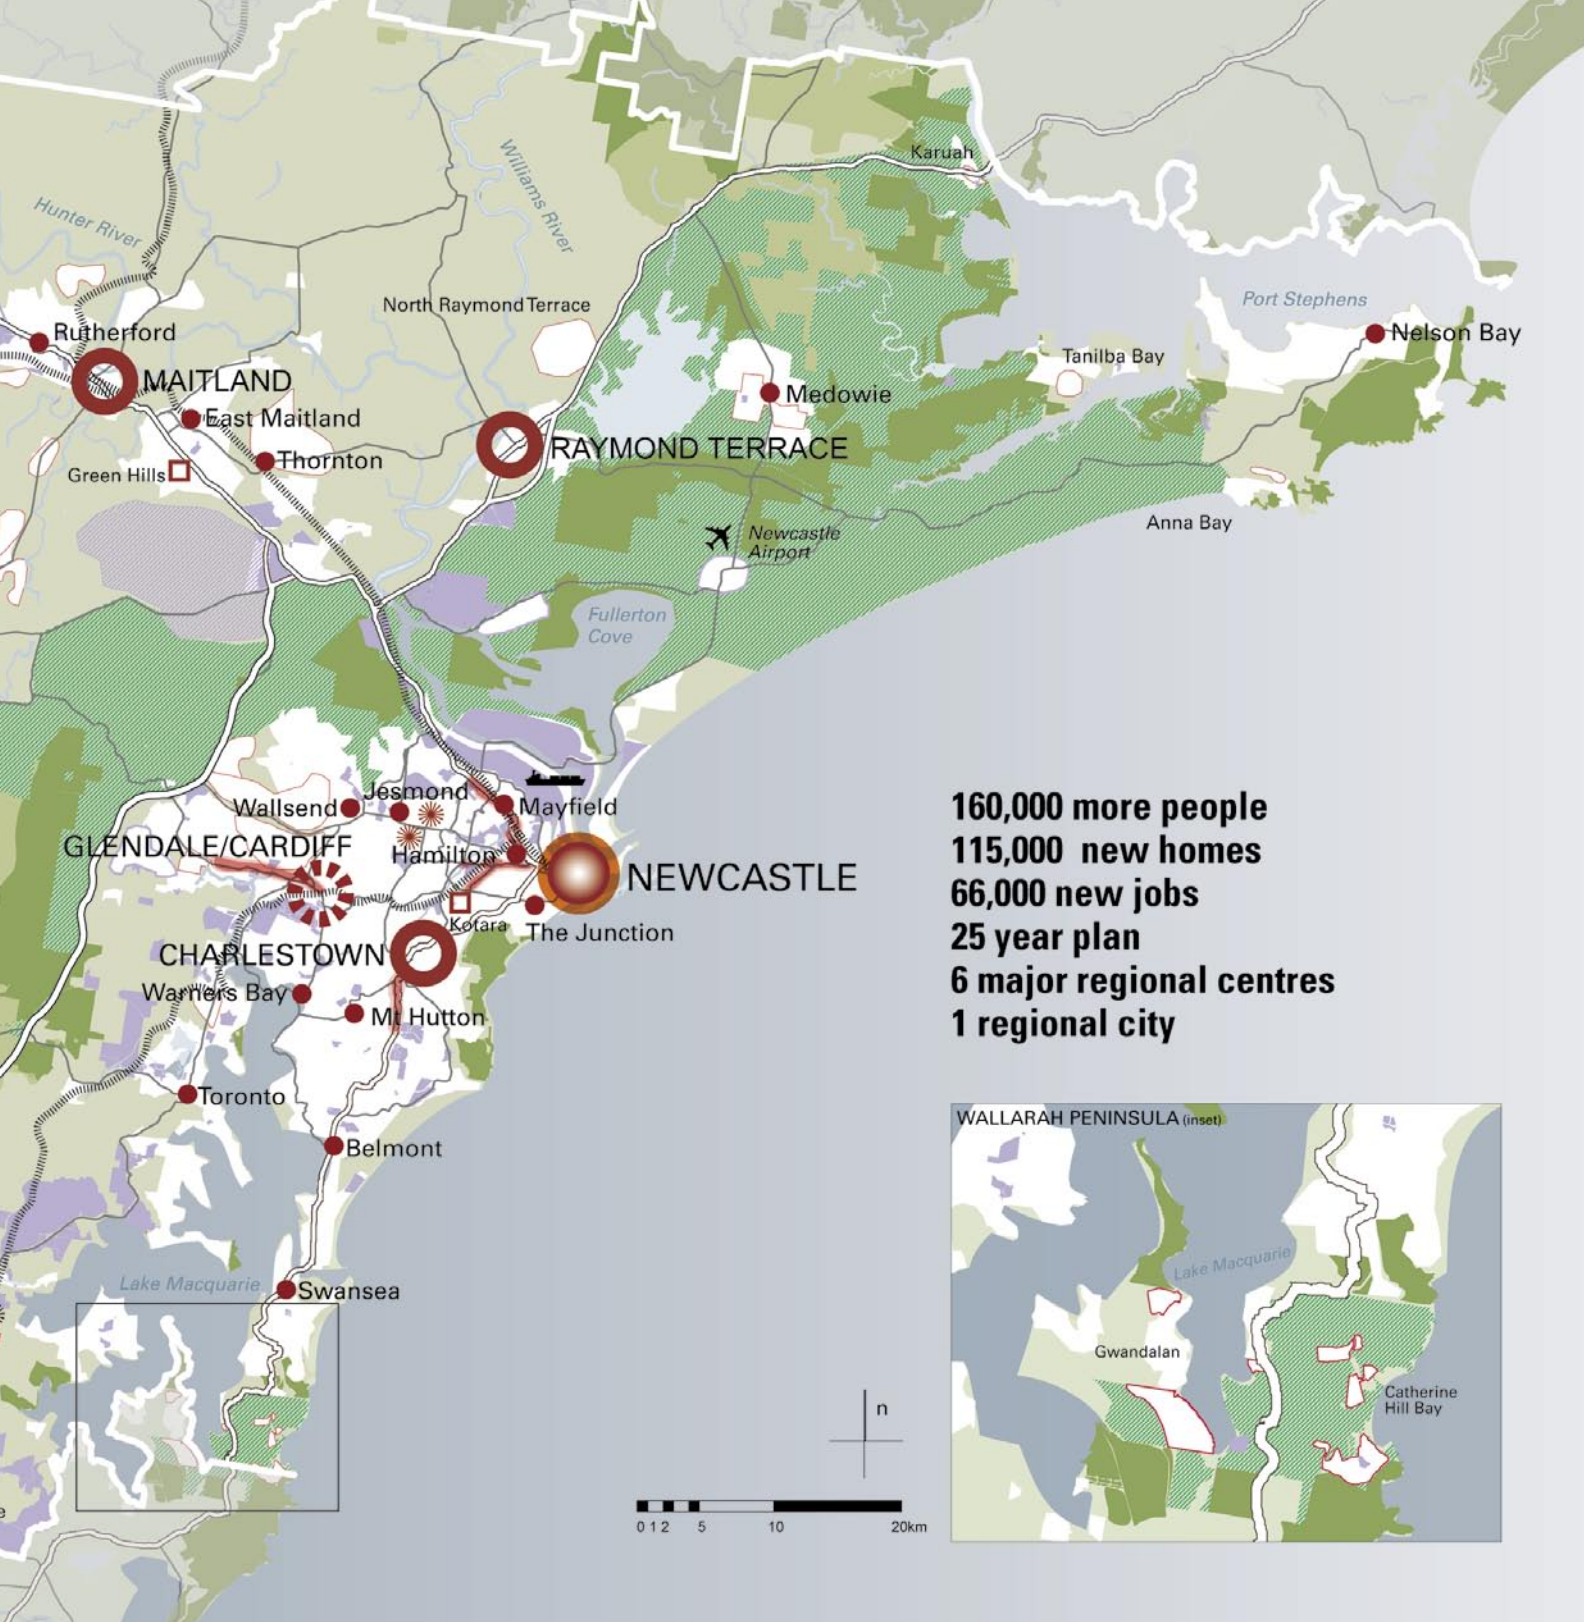 Karuah
Williams River
Hunter River
North Raymond Terrace
Port Stephens
Rutherford
Nelson Bay
Tanilba Bay
MAITLAND
Medowie
East Maitland
RAYMOND TERRACE
Thornton
Green Hills
Anna Bay
Newcastle
Airport
Fullerton
Cove
Jesmond
Wallsend
Mayfield
GLENDALE/CARDIFF
Hamilton
NEWCASTLE
Kotara
The Junction
CHARLESTOWN
Warners Bay
Mt Hutton
Toronto
Belmont
Lake Macquarie
Swansea
160,000 more people
115,000 new homes
66,000 new jobs
25 year plan
6 major regional centres
1 regional city
WALLARAH PENINSULA (inset)
Lake Macquarie
Gwandalan
Catherine
Hill Bay
n
0 1 2 5 10 20km